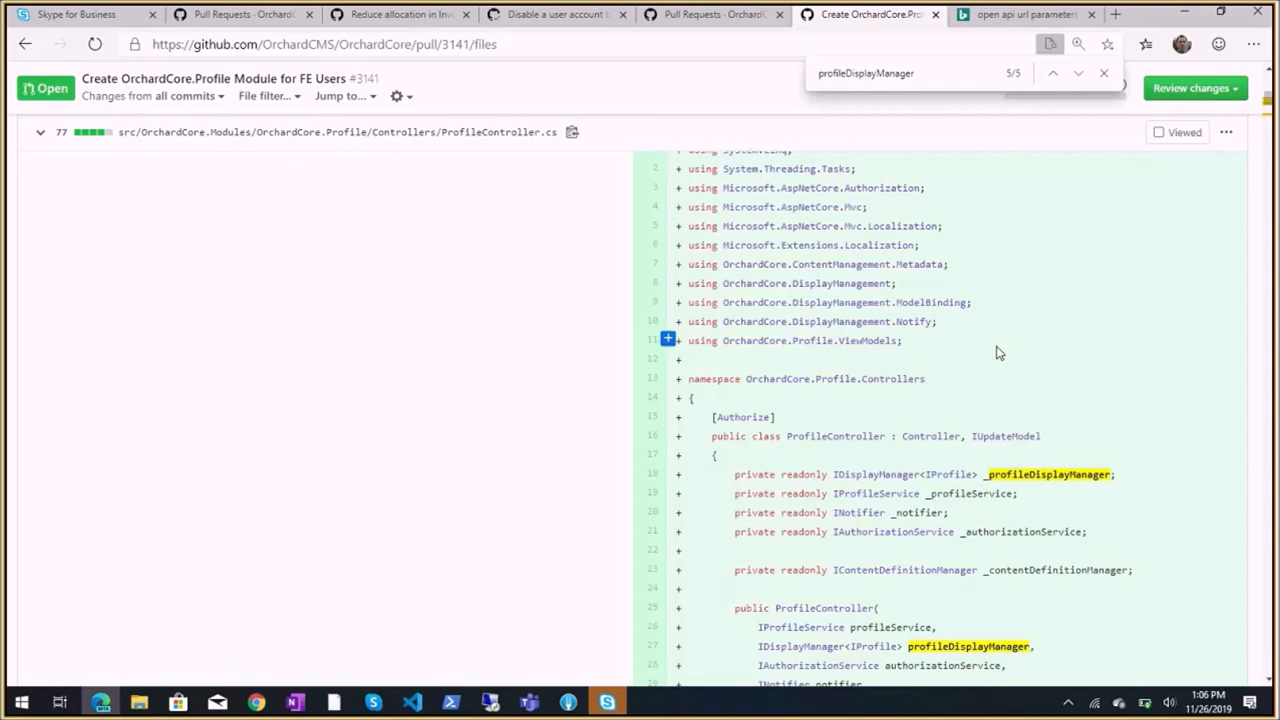 Skype for Business
Pull Requests · OrchardC
Reduce allocation in Invo
Disable a user account b
Pull Requests · OrchardC
Create OrchardCore.Pro
open api url parameters
https://github.com/OrchardCMS/OrchardCore/pull/3141/files
profileDisplayManager 5/5
Open
Create OrchardCore.Profile Module for FE Users #3141
Changes from all commits File filter... Jump to...
Review changes
77 src/OrchardCore.Modules/OrchardCore.Profile/Controllers/ProfileController.cs
Viewed
+ using System.Linq;
2 + using System.Threading.Tasks;
3 + using Microsoft.AspNetCore.Authorization;
4 + using Microsoft.AspNetCore.Mvc;
5 + using Microsoft.AspNetCore.Mvc.Localization;
6 + using Microsoft.Extensions.Localization;
7 + using OrchardCore.ContentManagement.Metadata;
8 + using OrchardCore.DisplayManagement;
9 + using OrchardCore.DisplayManagement.ModelBinding;
10 + using OrchardCore.DisplayManagement.Notify;
11 + using OrchardCore.Profile.ViewModels;
12 +
13 + namespace OrchardCore.Profile.Controllers
14 + {
15 + [Authorize]
16 + public class ProfileController : Controller, IUpdateModel
17 + {
18 + private readonly IDisplayManager<IProfile> _profileDisplayManager;
19 + private readonly IProfileService _profileService;
20 + private readonly INotifier _notifier;
21 + private readonly IAuthorizationService _authorizationService;
22 +
23 + private readonly IContentDefinitionManager _contentDefinitionManager;
24 +
25 + public ProfileController(
26 + IProfileService profileService,
27 + IDisplayManager<IProfile> profileDisplayManager,
28 + IAuthorizationService authorizationService,
29 + INotifier notifier,
1:06 PM
11/26/2019